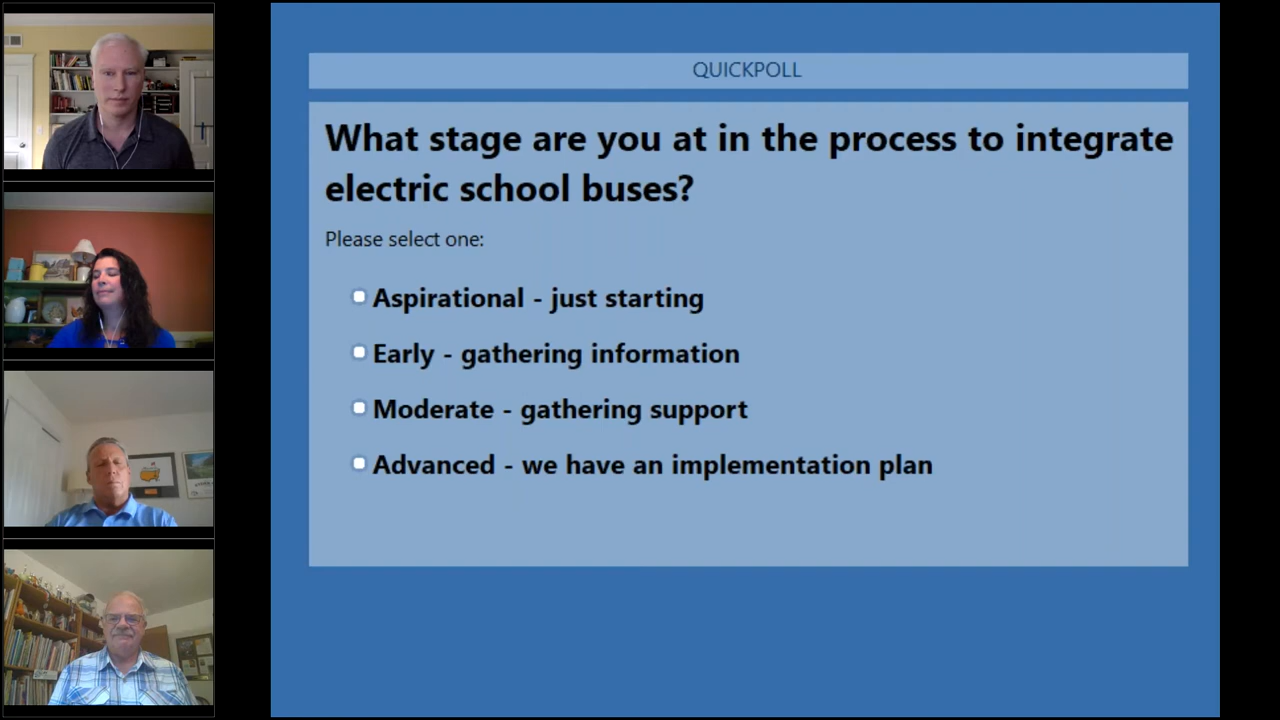 QUICKPOLL
What stage are you at in the process to integrate
electric school buses?
Please select one:
Aspirational - just starting
Early - gathering information
Moderate - gathering support
Advanced - we have an implementation plan